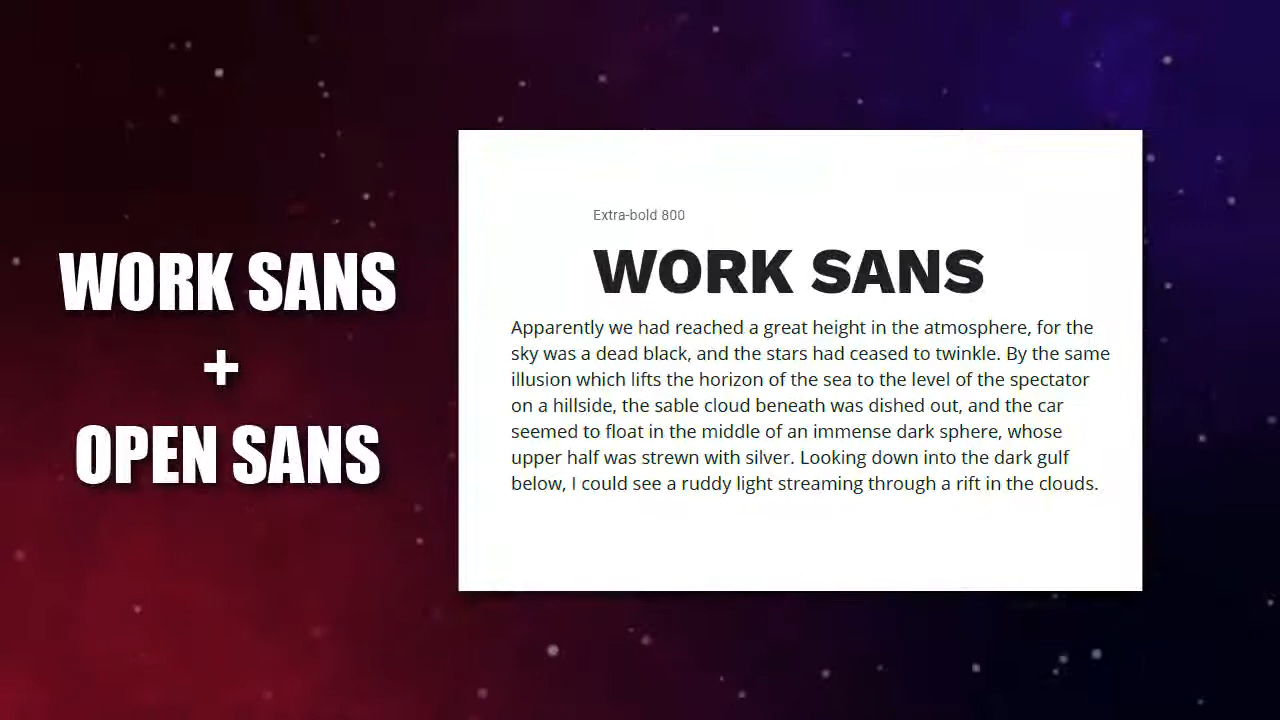 WORK SANS
+
OPEN SANS
Extra-bold 800
WORK SANS
Apparently we had reached a great height in the atmosphere, for the
sky was a dead black, and the stars had ceased to twinkle. By the same
illusion which lifts the horizon of the sea to the level of the spectator
on a hillside, the sable cloud beneath was dished out, and the car
seemed to float in the middle of an immense dark sphere, whose
upper half was strewn with silver. Looking down into the dark gulf
below, I could see a ruddy light streaming through a rift in the clouds.